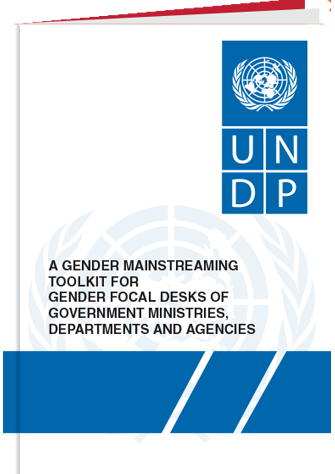 U N
D P
A GENDER MAINSTREAMING
TOOLKIT FOR
GENDER FOCAL DESKS OF
GOVERNMENT MINISTRIES,
DEPARTMENTS AND AGENCIES